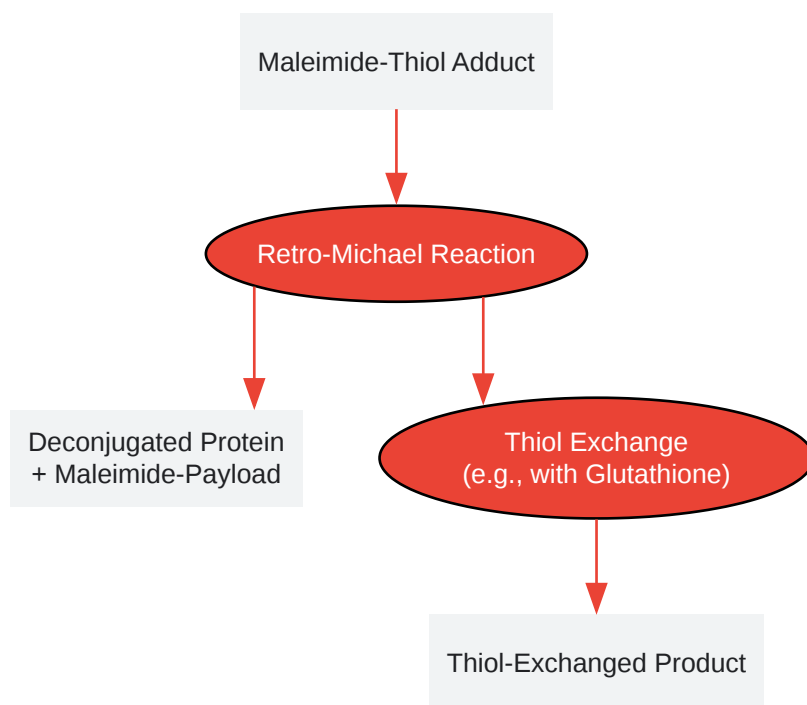 Maleimide-Thiol Adduct
Retro-Michael Reaction
Deconjugated Protein
+ Maleimide-Payload
Thiol Exchange
(e.g., with Glutathione)
Thiol-Exchanged Product